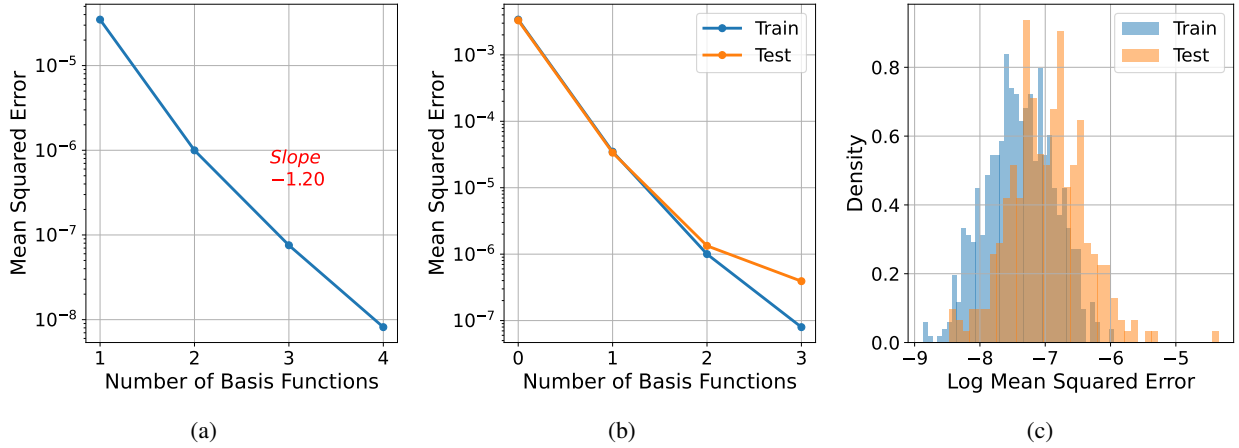 10⁻⁵
10⁻⁶
10⁻⁷
10⁻⁸
Mean Squared Error
Slope
−1.20
1 2 3 4
Number of Basis Functions
(a)
10⁻³
10⁻⁴
10⁻⁵
10⁻⁶
10⁻⁷
Mean Squared Error
Train
Test
0 1 2 3
Number of Basis Functions
(b)
0.8
0.6
0.4
0.2
0.0
Density
Train
Test
−9 −8 −7 −6 −5
Log Mean Squared Error
(c)